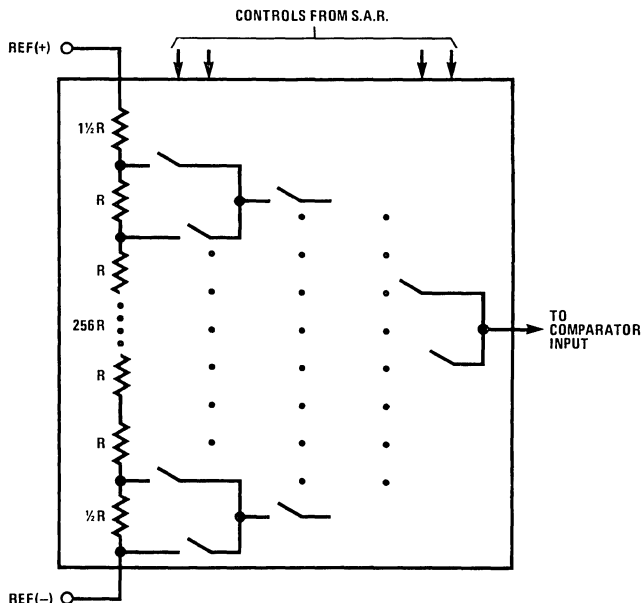 CONTROLS FROM S.A.R.
REF(+)
1½R
R
R
256R
R
R
½R
REF(−)
TO
COMPARATOR
INPUT